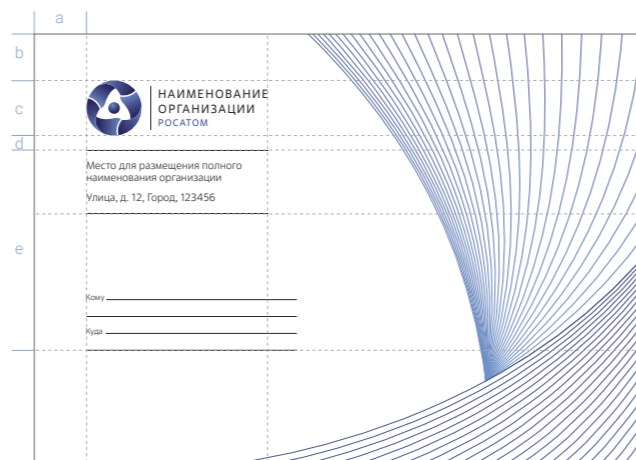 a
b
c
d
e
НАИМЕНОВАНИЕ
ОРГАНИЗАЦИИ
РОСАТОМ
Место для размещения полного
наименования организации
Улица, д. 12, Город, 123456
Кому
Куда